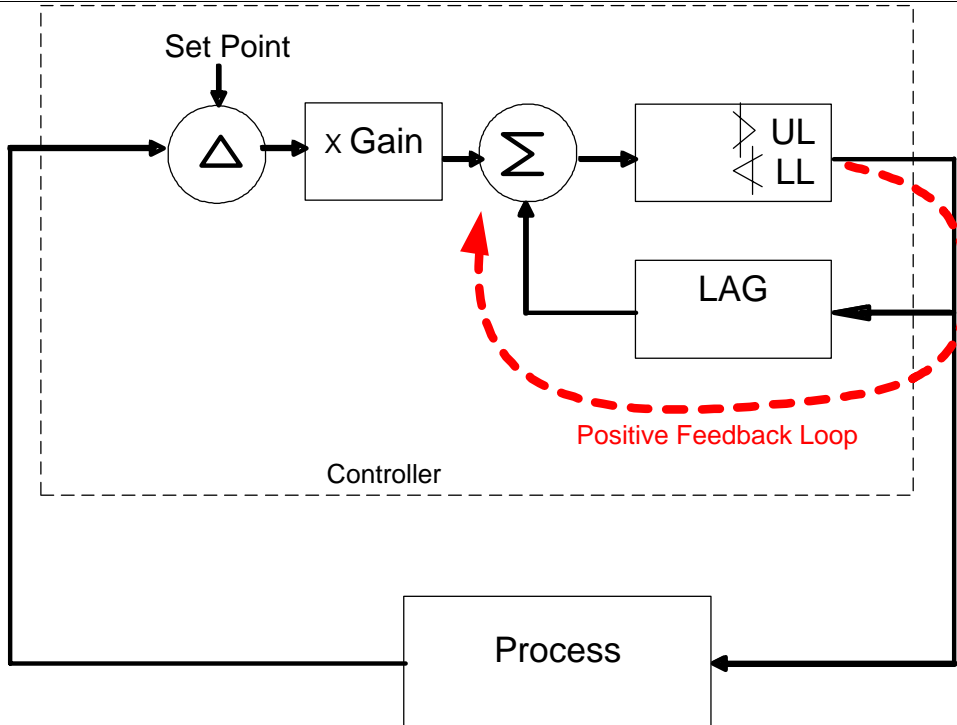 Set Point
Δ
x Gain
Σ
UL
LL
LAG
Positive Feedback Loop
Controller
Process